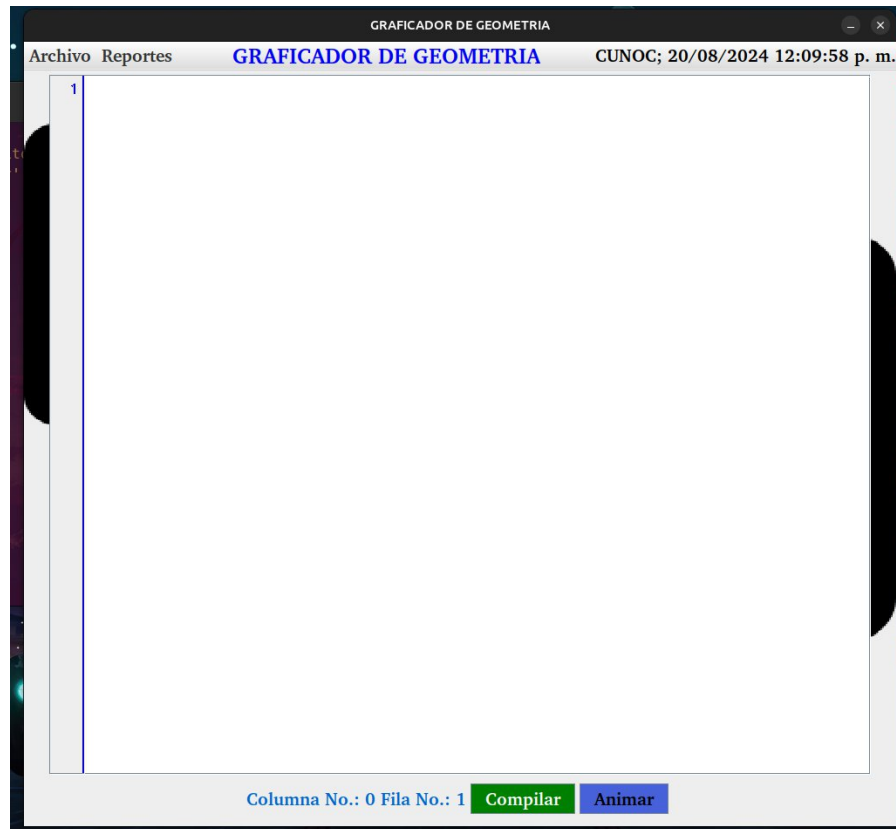 GRAFICADOR DE GEOMETRIA
Archivo Reportes GRAFICADOR DE GEOMETRIA CUNOC; 20/08/2024 12:09:58 p. m.
1
Columna No.: 0 Fila No.: 1 Compilar Animar